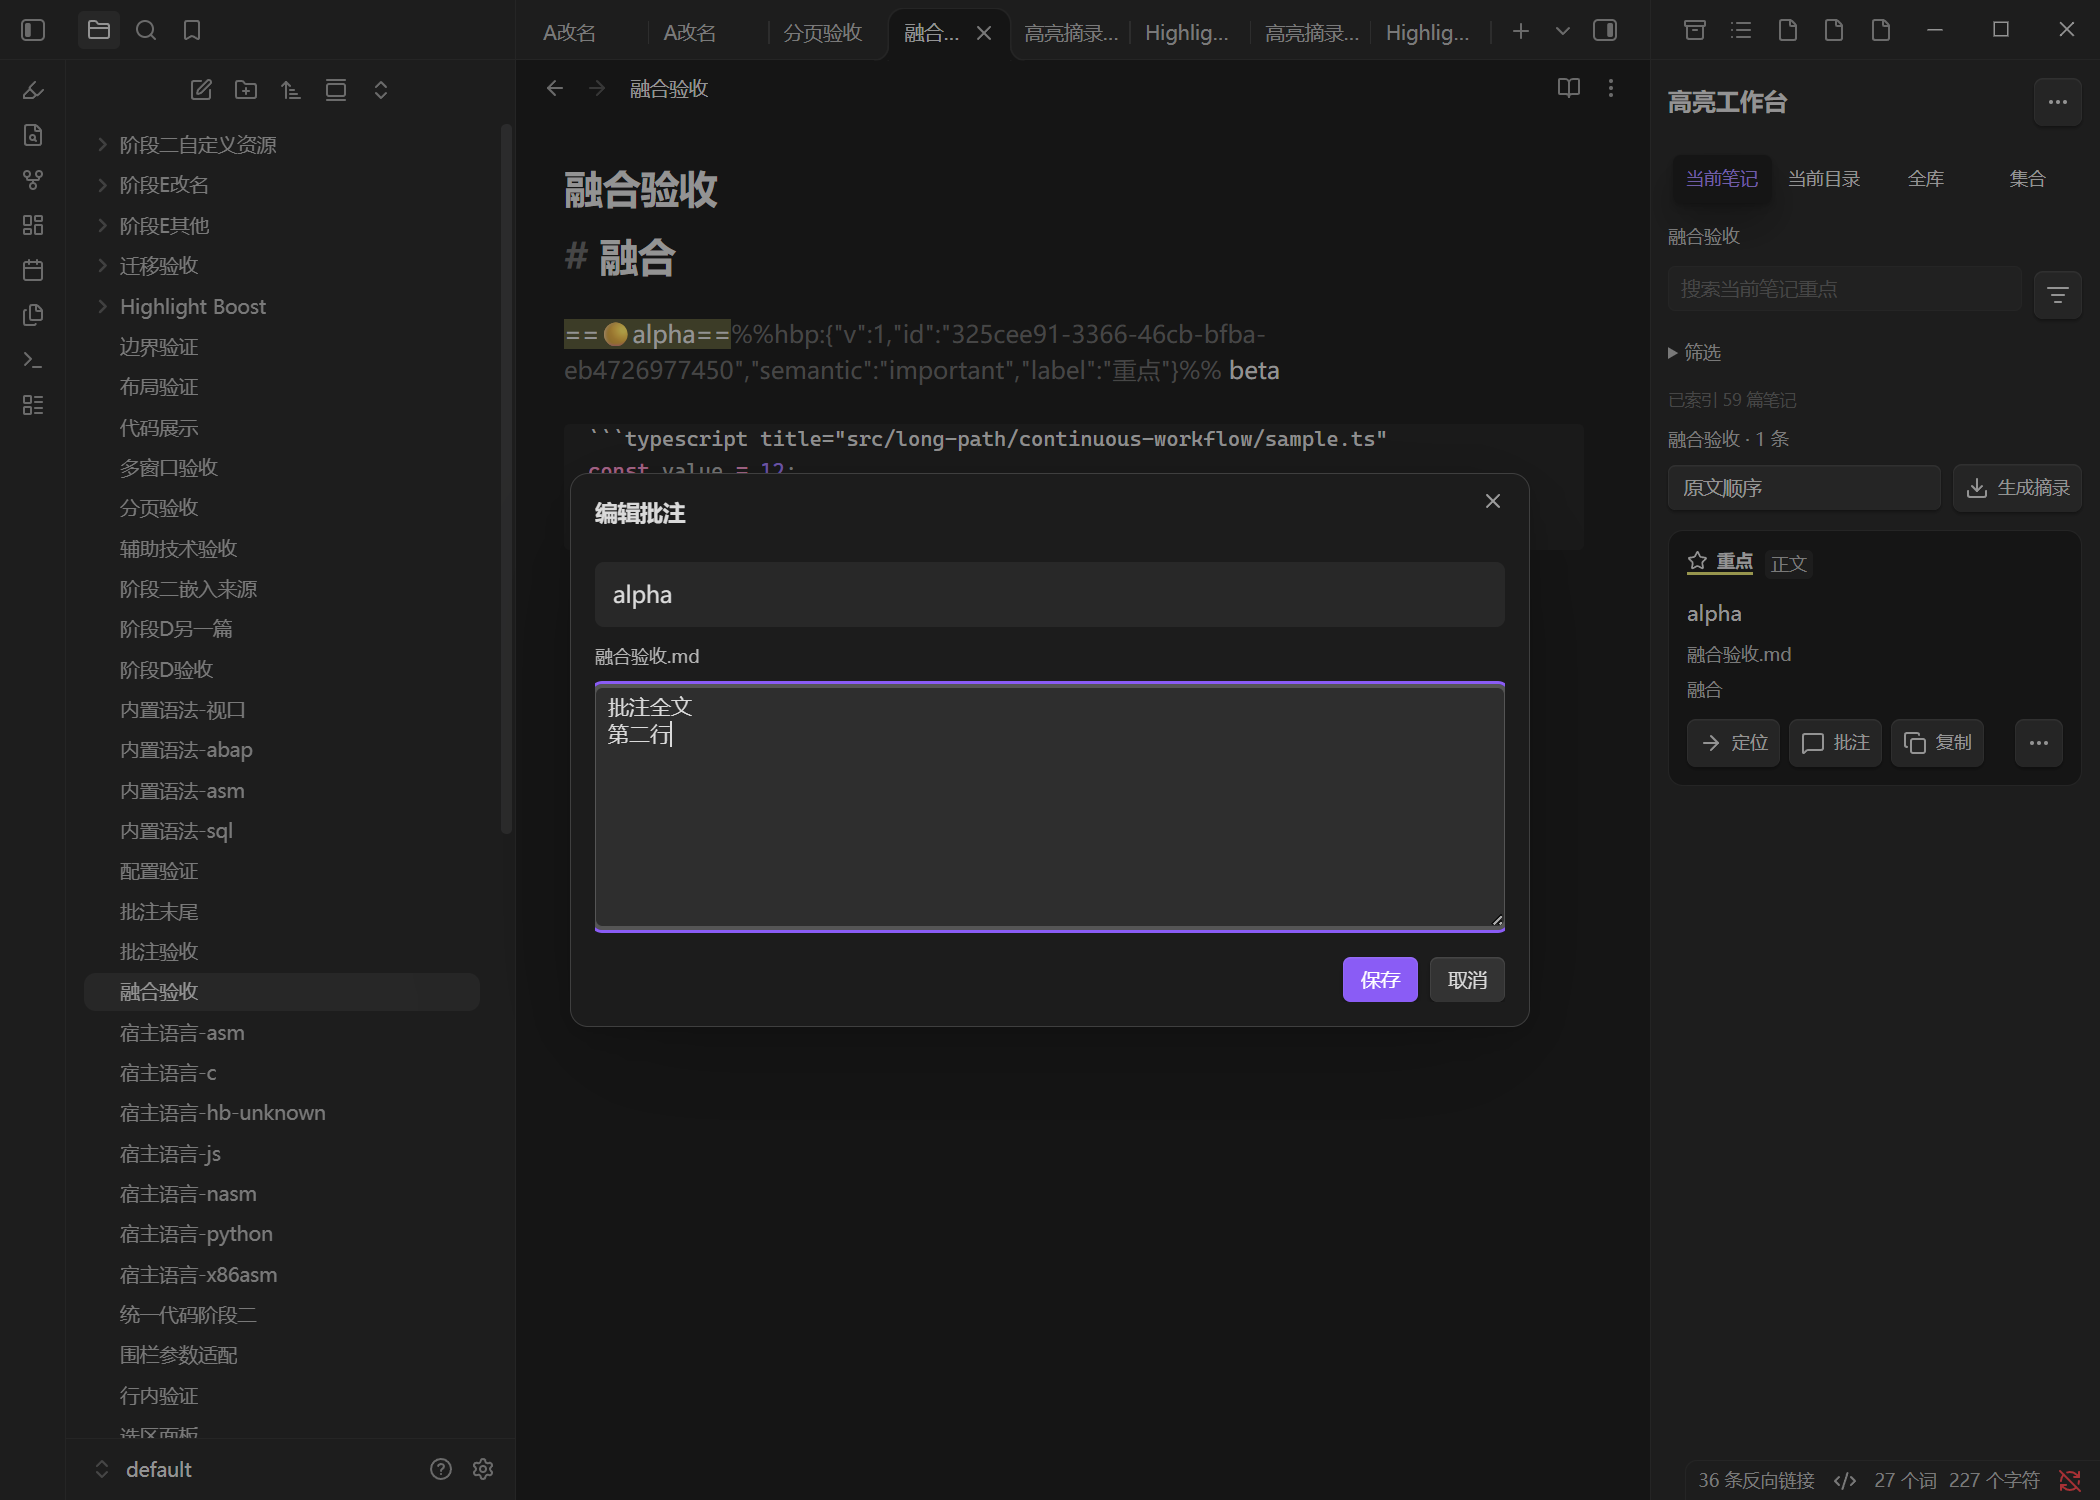 A改名
A改名
分页验收
融合...
高亮摘录...
Highlig...
高亮摘录...
Highlig...
阶段二自定义资源
阶段E改名
阶段E其他
迁移验收
Highlight Boost
边界验证
布局验证
代码展示
多窗口验收
分页验收
辅助技术验收
阶段二嵌入来源
阶段D另一篇
阶段D验收
内置语法-视口
内置语法-abap
内置语法-asm
内置语法-sql
配置验证
批注末尾
批注验收
融合验收
宿主语言-asm
宿主语言-c
宿主语言-hb-unknown
宿主语言-js
宿主语言-nasm
宿主语言-python
宿主语言-x86asm
统一代码阶段二
围栏参数适配
行内验证
选区面板
default
融合验收
融合验收
# 融合
==🟡alpha==%%hbp:{"v":1,"id":"325cee91-3366-46cb-bfba-
eb4726977450","semantic":"important","label":"重点"}%% beta
```typescript title="src/long-path/continuous-workflow/sample.ts"
const value = 12;
编辑批注
alpha
融合验收.md
批注全文
第二行
保存
取消
高亮工作台
当前笔记
当前目录
全库
集合
融合验收
搜索当前笔记重点
筛选
已索引 59 篇笔记
融合验收 · 1 条
原文顺序
生成摘录
重点
正文
alpha
融合验收.md
融合
定位
批注
复制
36 条反向链接
27 个词
227 个字符